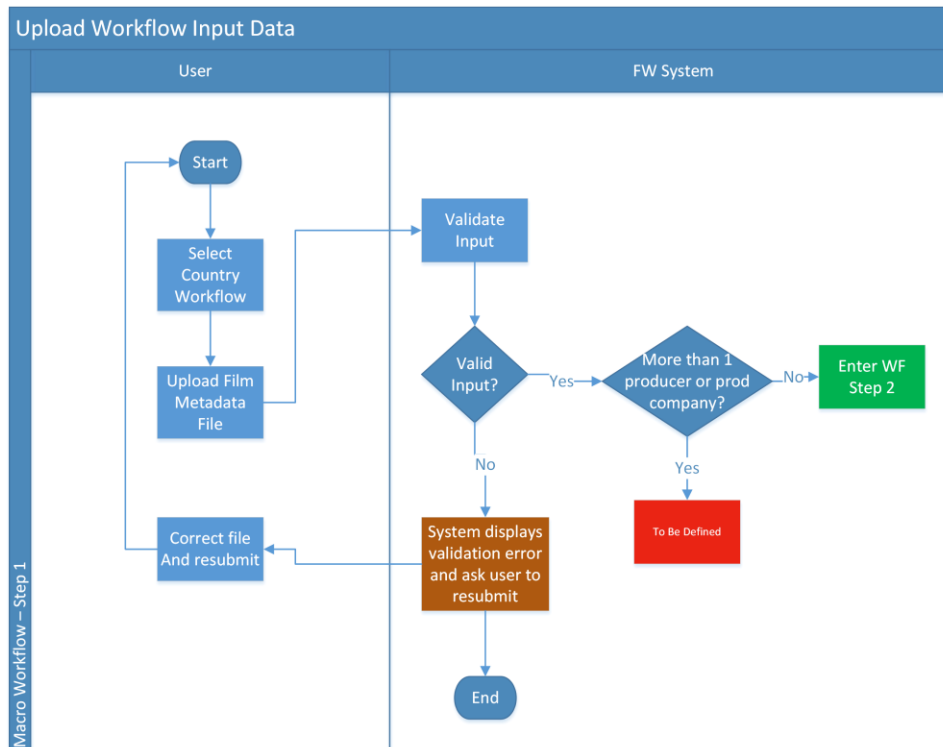 Upload Workflow Input Data
User
FW System
Macro Workflow – Step 1
Start
Select
Country
Workflow
Upload Film
Metadata
File
Validate
Input
Valid
Input?
Yes
More than 1
producer or prod
company?
No
Enter WF
Step 2
Yes
To Be Defined
No
System displays
validation error
and ask user to
resubmit
Correct file
And resubmit
End